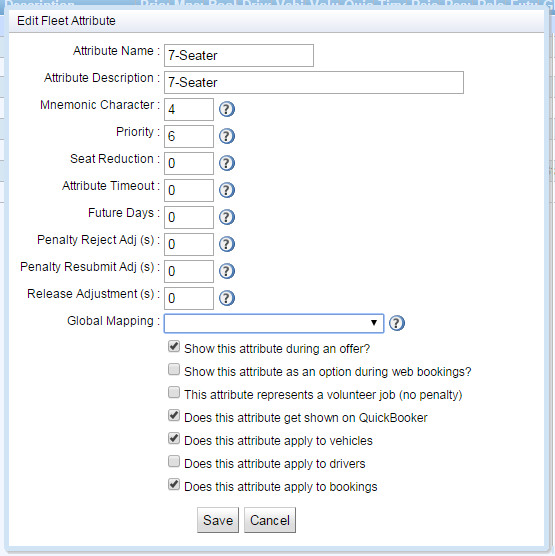 Description
Edit Fleet Attribute
Attribute Name : 7-Seater
Attribute Description : 7-Seater
Mnemonic Character : 4 ?
Priority : 6 ?
Seat Reduction : 0 ?
Attribute Timeout : 0 ?
Future Days : 0 ?
Penalty Reject Adj (s) : 0 ?
Penalty Resubmit Adj (s) : 0 ?
Release Adjustment (s) : 0 ?
Global Mapping : ?
Show this attribute during an offer?
Show this attribute as an option during web bookings?
This attribute represents a volunteer job (no penalty)
Does this attribute get shown on QuickBooker
Does this attribute apply to vehicles
Does this attribute apply to drivers
Does this attribute apply to bookings
Save Cancel